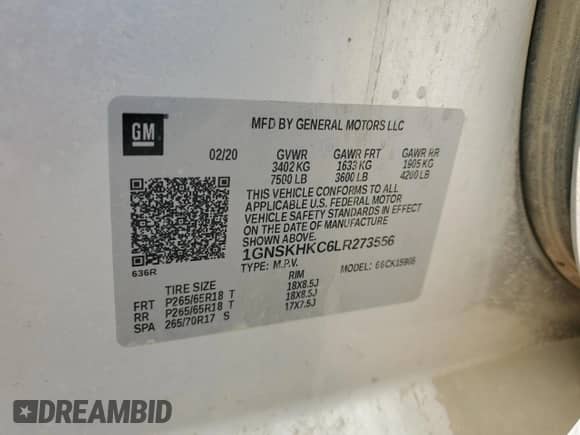 GM
MFD BY GENERAL MOTORS LLC
02/20 GVWR GAWR FRT GAWR RR
3402 KG 1633 KG 1905 KG
7500 LB 3600 LB 4200 LB
THIS VEHICLE CONFORMS TO ALL
APPLICABLE U.S. FEDERAL MOTOR
VEHICLE SAFETY STANDARDS IN EFFECT
ON THE DATE OF MANUFACTURE
SHOWN ABOVE.
1GNSKHKC6LR273556
TYPE: M.P.V. MODEL: 66CK15906
636R
TIRE SIZE RIM
FRT P265/65R18 T 18X8.5J
RR P265/65R18 T 18X8.5J
SPA 265/70R17 S 17X7.5J
DREAMBID